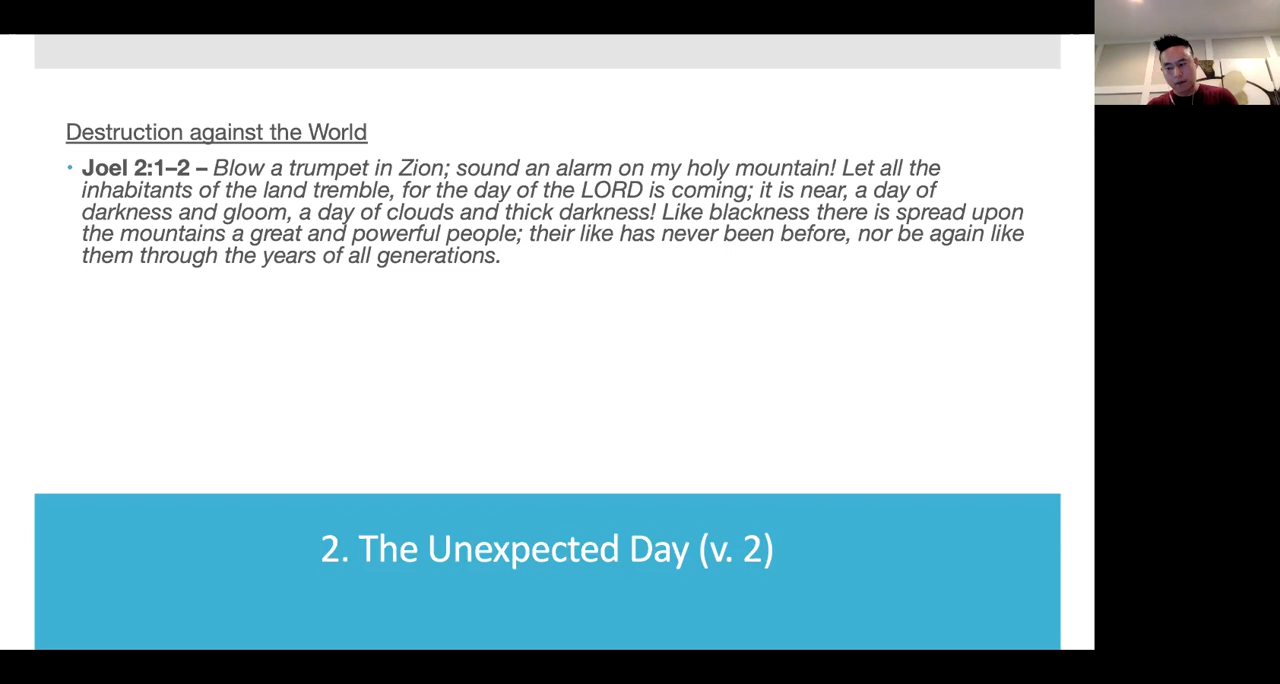 Destruction against the World
• Joel 2:1–2 – Blow a trumpet in Zion; sound an alarm on my holy mountain! Let all the
inhabitants of the land tremble, for the day of the LORD is coming; it is near, a day of
darkness and gloom, a day of clouds and thick darkness! Like blackness there is spread upon
the mountains a great and powerful people; their like has never been before, nor be again like
them through the years of all generations.
2. The Unexpected Day (v. 2)